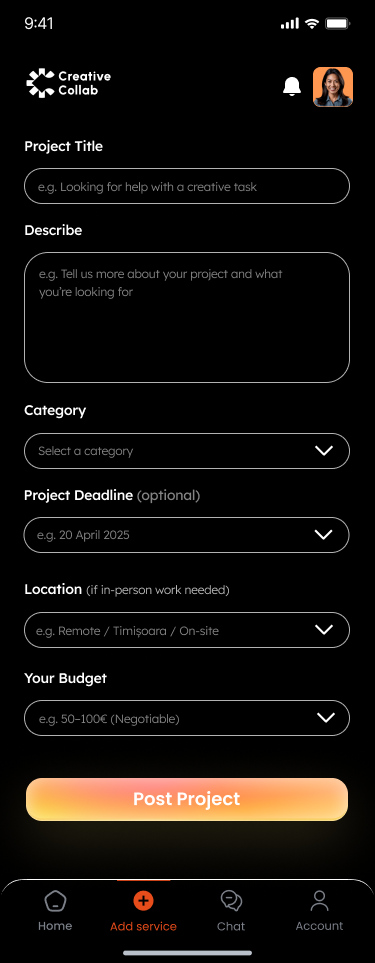 9:41
Creative
Collab
Project Title
e.g. Looking for help with a creative task
Describe
e.g. Tell us more about your project and what
you’re looking for
Category
Select a category
Project Deadline (optional)
e.g. 20 April 2025
Location (if in-person work needed)
e.g. Remote / Timișoara / On-site
Your Budget
e.g. 50–100€ (Negotiable)
Post Project
Home
Add service
Chat
Account